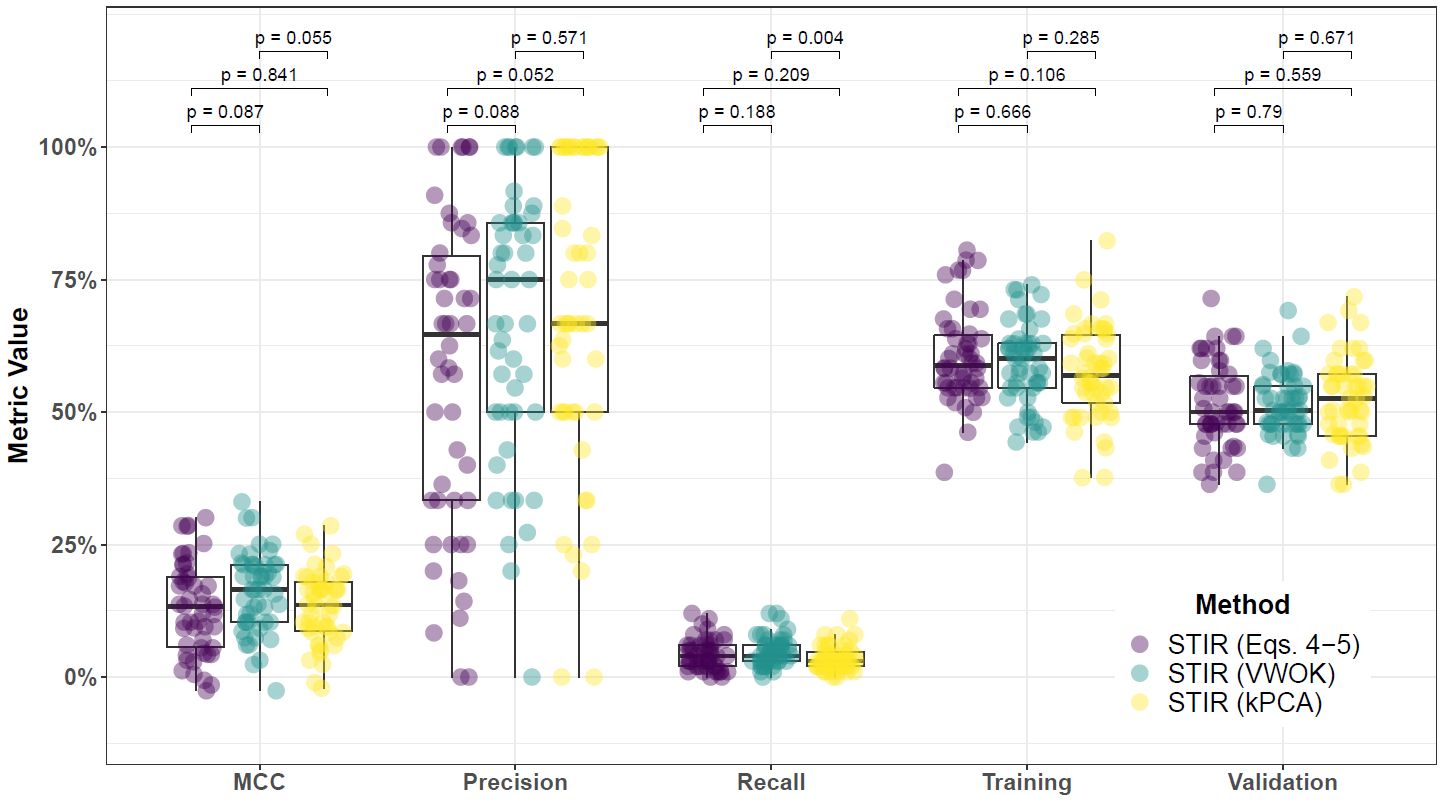 p = 0.055
p = 0.571
p = 0.004
p = 0.285
p = 0.671
p = 0.841
p = 0.052
p = 0.209
p = 0.106
p = 0.559
p = 0.087
p = 0.088
p = 0.188
p = 0.666
p = 0.79
Metric Value
100%
75%
50%
25%
0%
Method
STIR (Eqs. 4−5)
STIR (VWOK)
STIR (kPCA)
MCC
Precision
Recall
Training
Validation